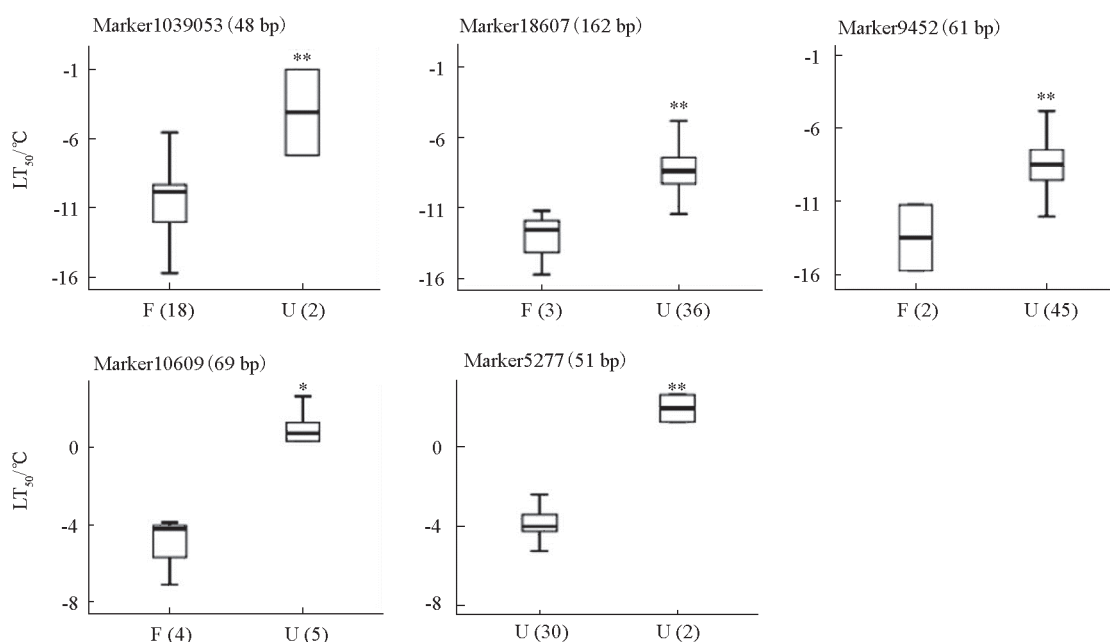 Marker1039053 (48 bp)
LT50/℃
-1
-6
-11
-16
**
F (18)
U (2)
Marker18607 (162 bp)
-1
-6
-11
-16
**
F (3)
U (36)
Marker9452 (61 bp)
-1
-6
-11
-16
**
F (2)
U (45)
Marker10609 (69 bp)
LT50/℃
0
-4
-8
*
F (4)
U (5)
Marker5277 (51 bp)
0
-4
-8
**
U (30)
U (2)